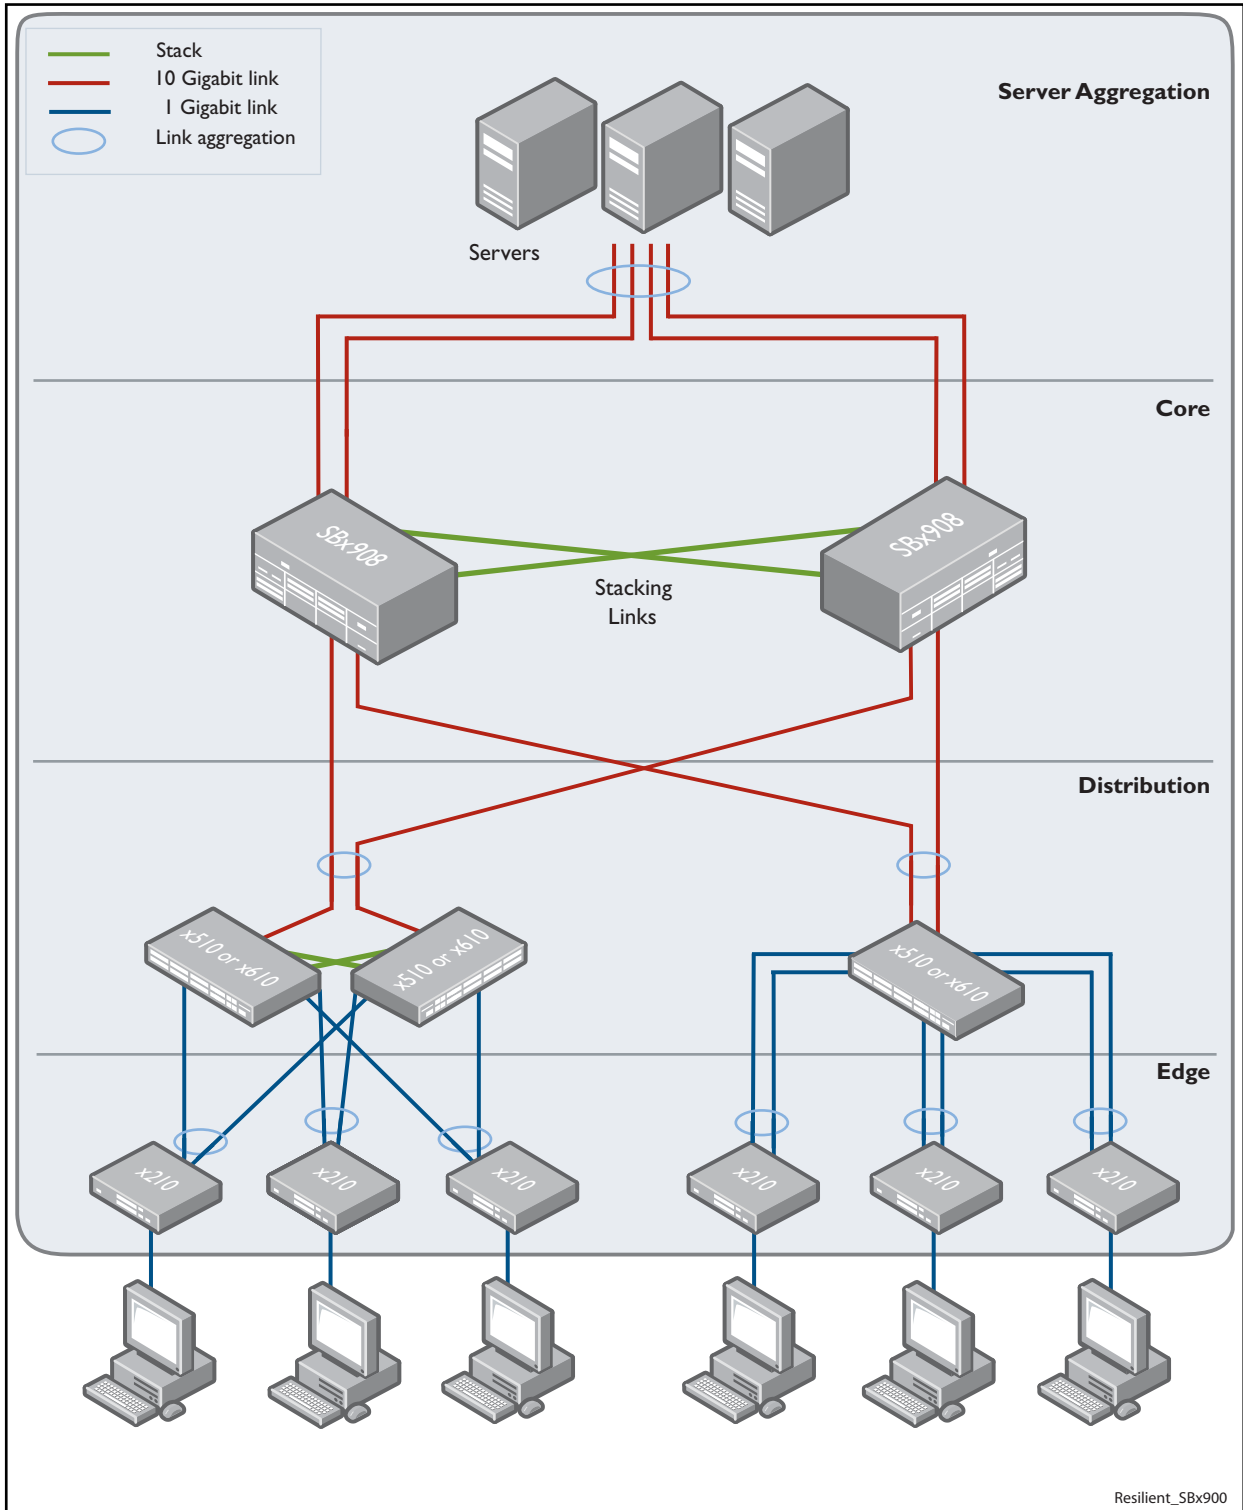 Stack
10 Gigabit link
1 Gigabit link
Link aggregation
Server Aggregation
Servers
Core
SBx908
SBx908
Stacking
Links
Distribution
x510 or x610
x510 or x610
x510 or x610
Edge
x210
x210
x210
x210
x210
x210
Resilient_SBx900